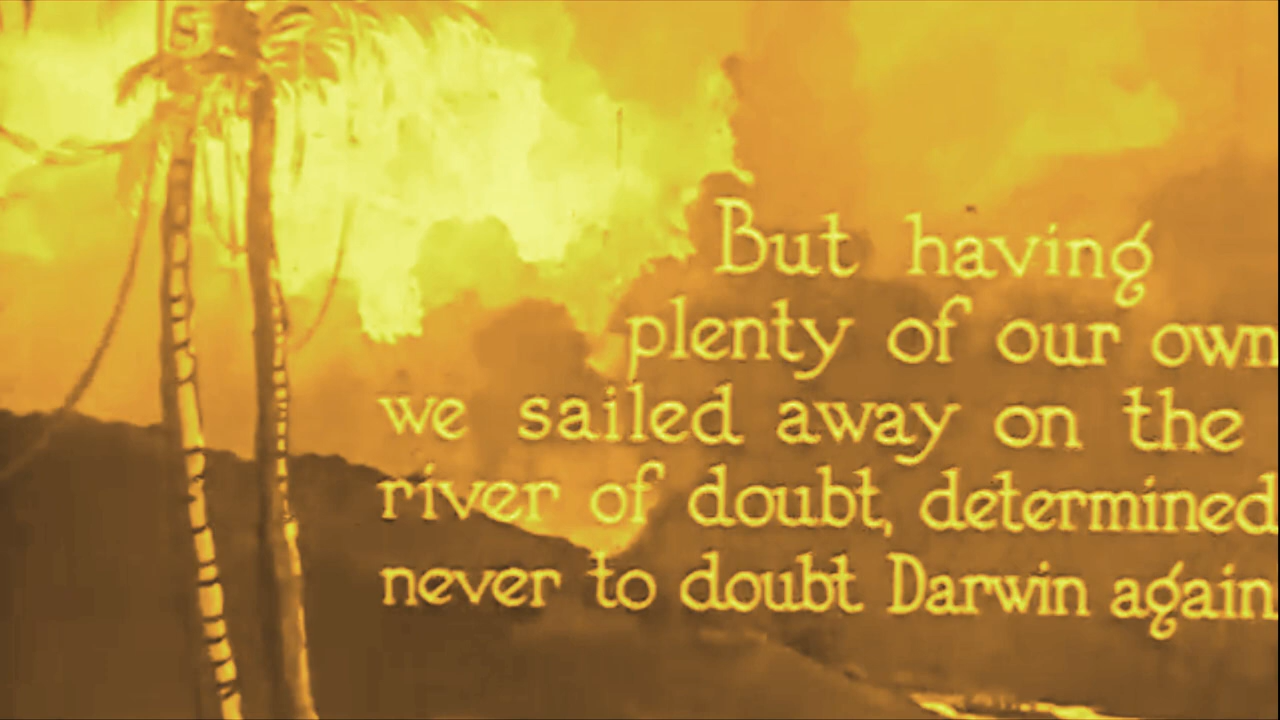 But having
plenty of our own
we sailed away on the
river of doubt, determined
never to doubt Darwin again